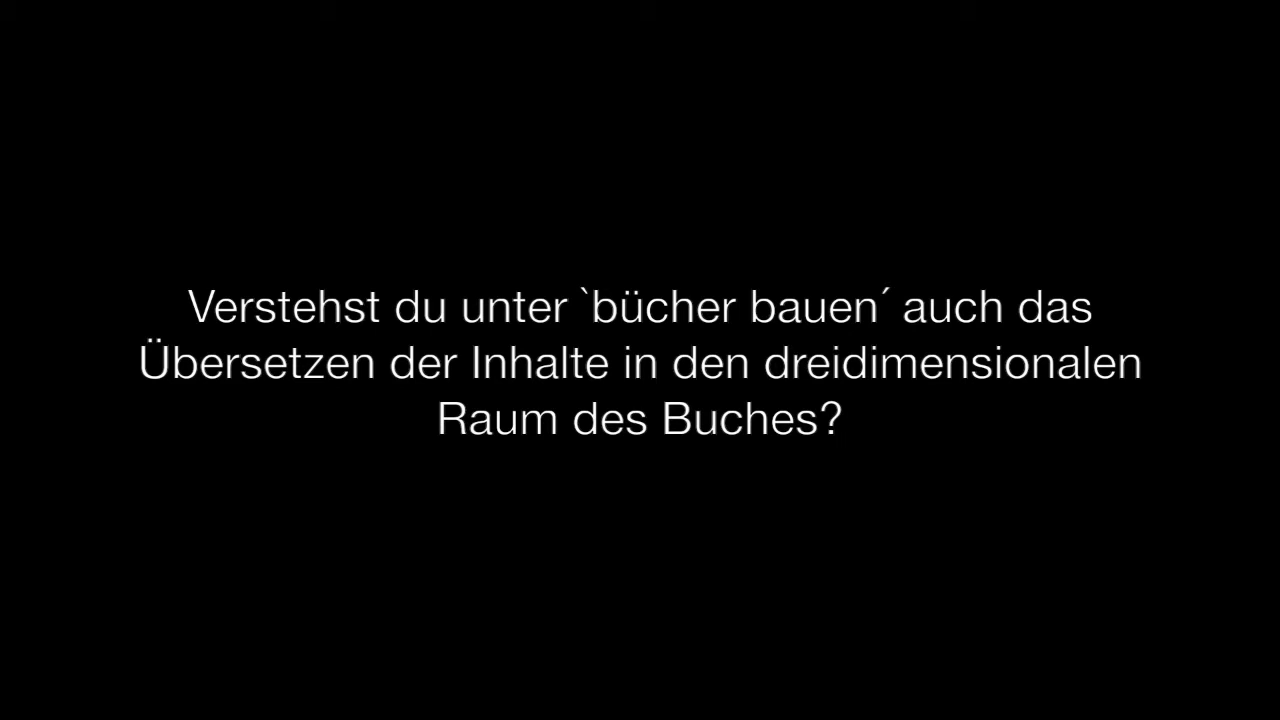 Verstehst du unter `bücher bauen´ auch das
Übersetzen der Inhalte in den dreidimensionalen
Raum des Buches?